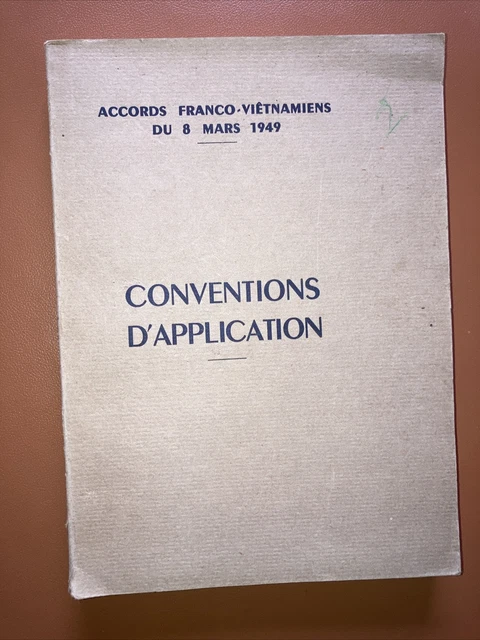 ACCORDS FRANCO-VIÊTNAMIENS
DU 8 MARS 1949
CONVENTIONS
D'APPLICATION